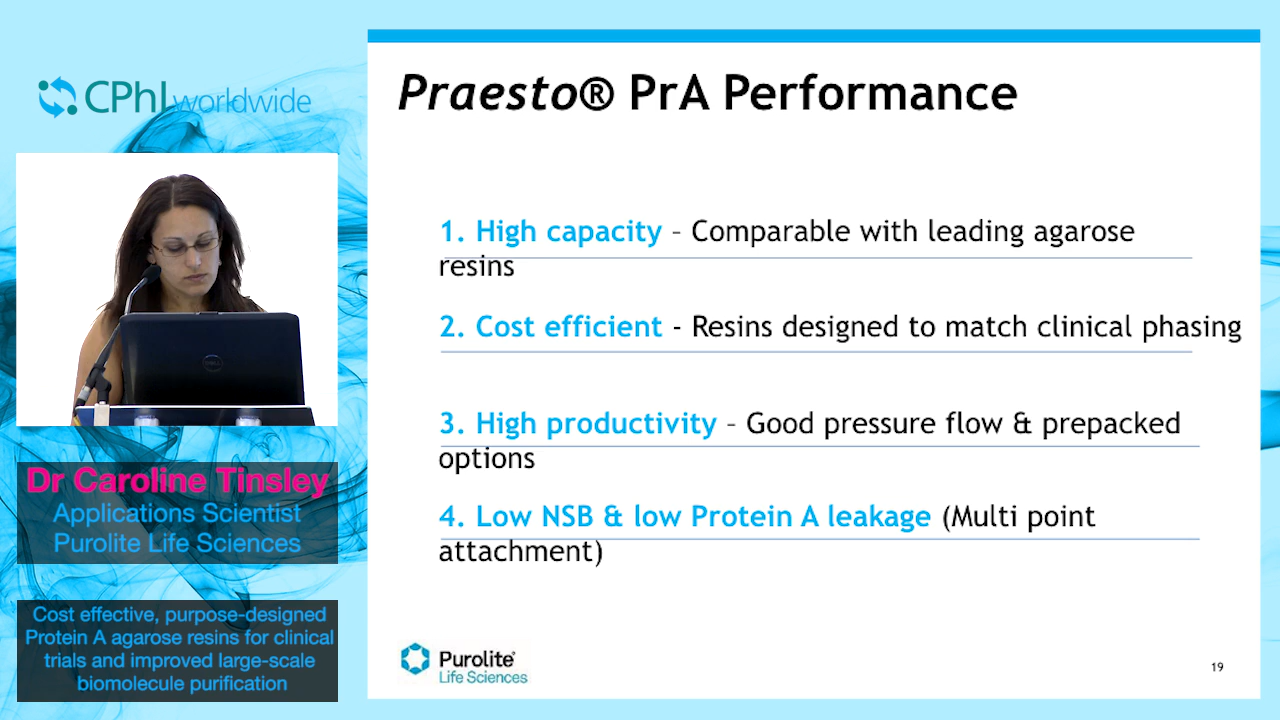 CPhI worldwide
Dr Caroline Tinsley
Applications Scientist
Purolite Life Sciences
Cost effective, purpose-designed
Protein A agarose resins for clinical
trials and improved large-scale
biomolecule purification
Praesto® PrA Performance
1. High capacity – Comparable with leading agarose
resins
2. Cost efficient - Resins designed to match clinical phasing
3. High productivity – Good pressure flow & prepacked
options
4. Low NSB & low Protein A leakage (Multi point
attachment)
Purolite®
Life Sciences
19
DELL